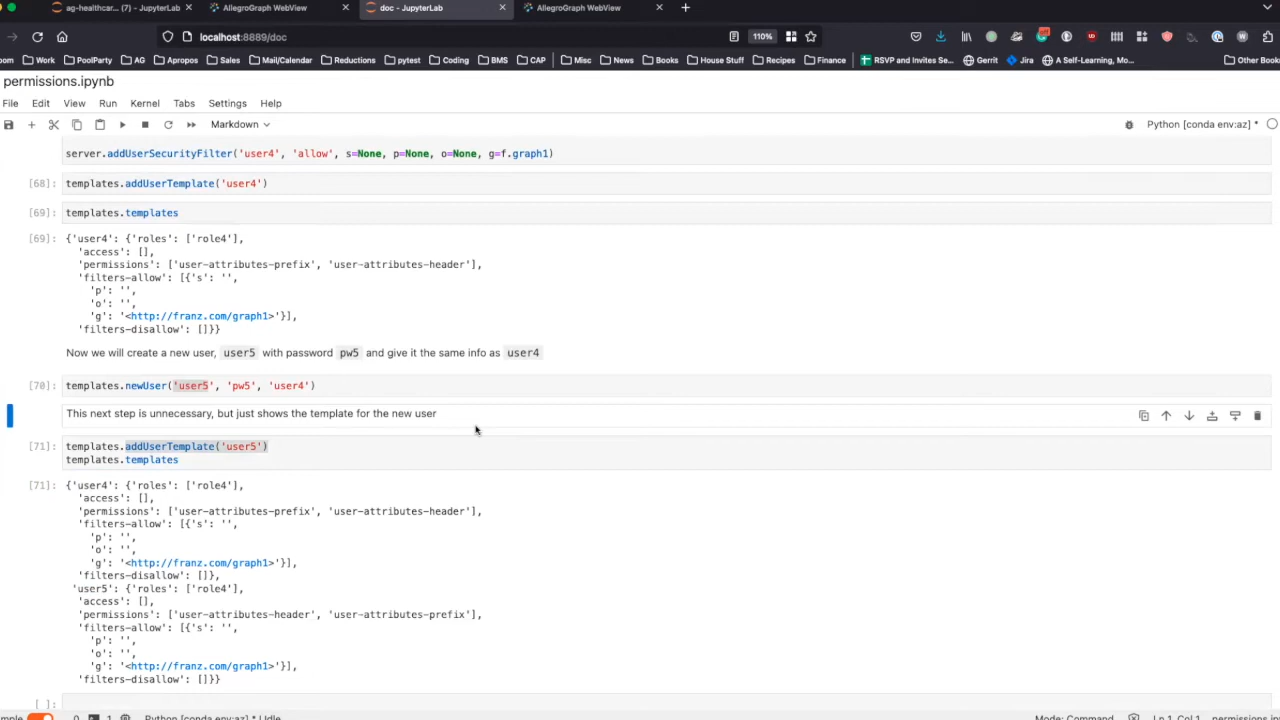 ag-healthcar... (7) - JupyterLab
AllegroGraph WebView
doc - JupyterLab
AllegroGraph WebView
localhost:8889/doc
110%
Work
PoolParty
AG
Apropos
Sales
Mail/Calendar
Reductions
pytest
Coding
BMS
CAP
Misc
News
Books
House Stuff
Recipes
Finance
RSVP and Invites Se...
Gerrit
Jira
A Self-Learning, Mo...
Other Book
permissions.ipynb
File Edit View Run Kernel Tabs Settings Help
Markdown
Python [conda env:az] *
server.addUserSecurityFilter('user4', 'allow', s=None, p=None, o=None, g=f.graph1)
[68]: templates.addUserTemplate('user4')
[69]: templates.templates
[69]: {'user4': {'roles': ['role4'],
'access': [],
'permissions': ['user-attributes-prefix', 'user-attributes-header'],
'filters-allow': [{'s': '',
'p': '',
'o': '',
'g': '<http://franz.com/graph1>'}],
'filters-disallow': []}}
Now we will create a new user, user5 with password pw5 and give it the same info as user4
[70]: templates.newUser('user5', 'pw5', 'user4')
This next step is unnecessary, but just shows the template for the new user
[71]: templates.addUserTemplate('user5')
templates.templates
[71]: {'user4': {'roles': ['role4'],
'access': [],
'permissions': ['user-attributes-prefix', 'user-attributes-header'],
'filters-allow': [{'s': '',
'p': '',
'o': '',
'g': '<http://franz.com/graph1>'}],
'filters-disallow': []},
'user5': {'roles': ['role4'],
'access': [],
'permissions': ['user-attributes-header', 'user-attributes-prefix'],
'filters-allow': [{'s': '',
'p': '',
'o': '',
'g': '<http://franz.com/graph1>'}],
'filters-disallow': []}}
[ ]:
mple
0
1
Python [conda env:az] * | Idle
Mode: Command
Ln 1, Col 1
permissions.ip